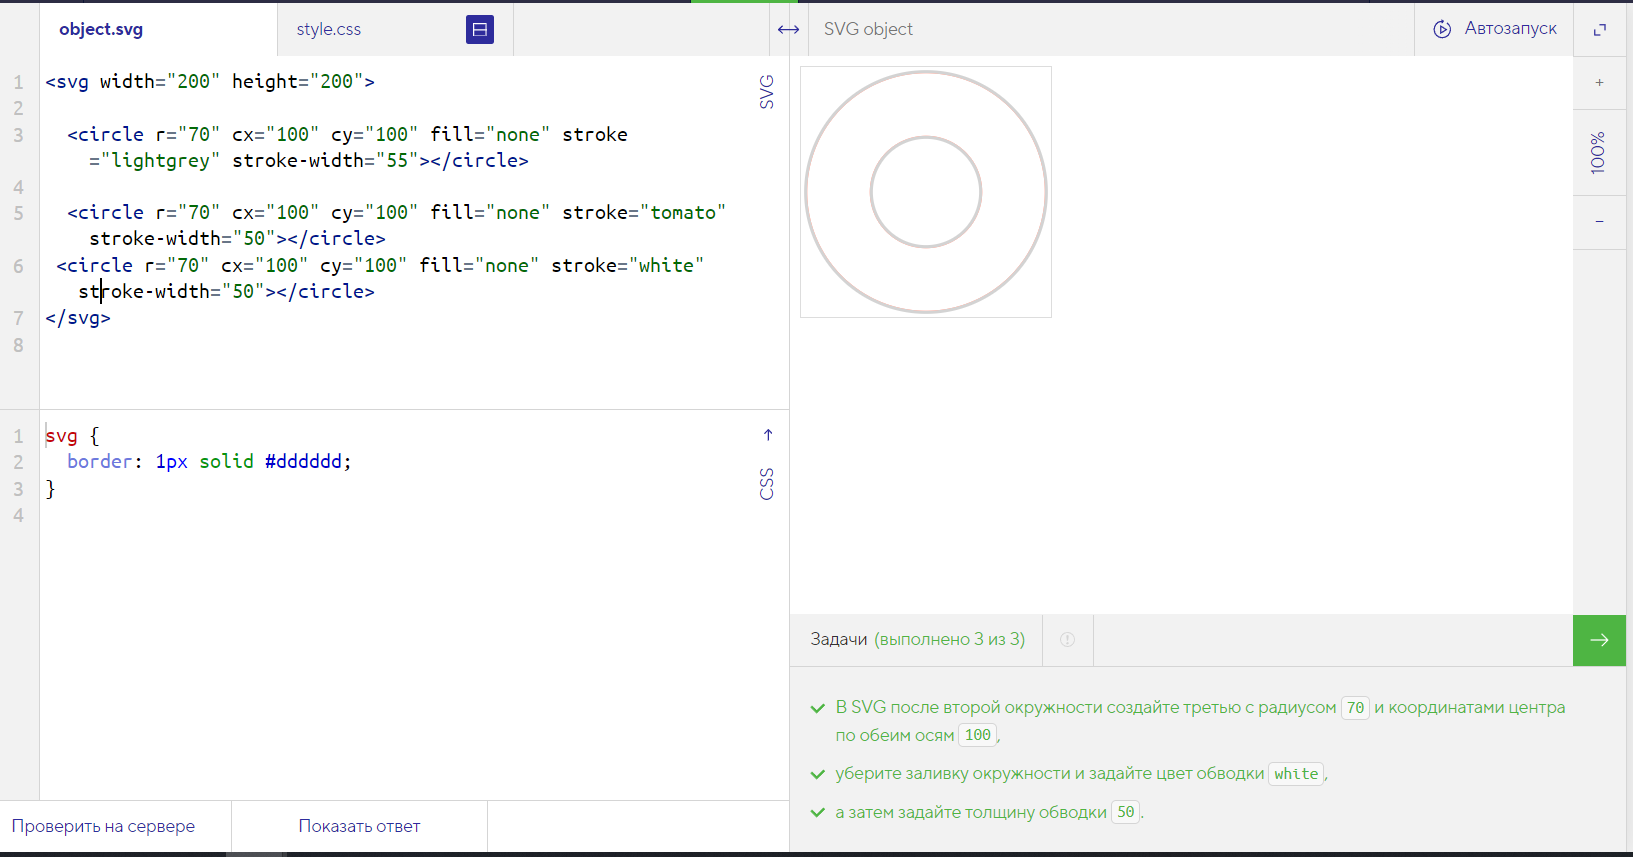 object.svg
style.css
SVG object
Автозапуск
1 <svg width="200" height="200">
2
3 <circle r="70" cx="100" cy="100" fill="none" stroke
="lightgrey" stroke-width="55"></circle>
4
5 <circle r="70" cx="100" cy="100" fill="none" stroke="tomato"
stroke-width="50"></circle>
6 <circle r="70" cx="100" cy="100" fill="none" stroke="white"
stroke-width="50"></circle>
7 </svg>
8
SVG
+
100%
−
1 svg {
2 border: 1px solid #dddddd;
3 }
4
CSS
Задачи (выполнено 3 из 3)
В SVG после второй окружности создайте третью с радиусом 70 и координатами центра
по обеим осям 100,
уберите заливку окружности и задайте цвет обводки white,
а затем задайте толщину обводки 50.
Проверить на сервере
Показать ответ